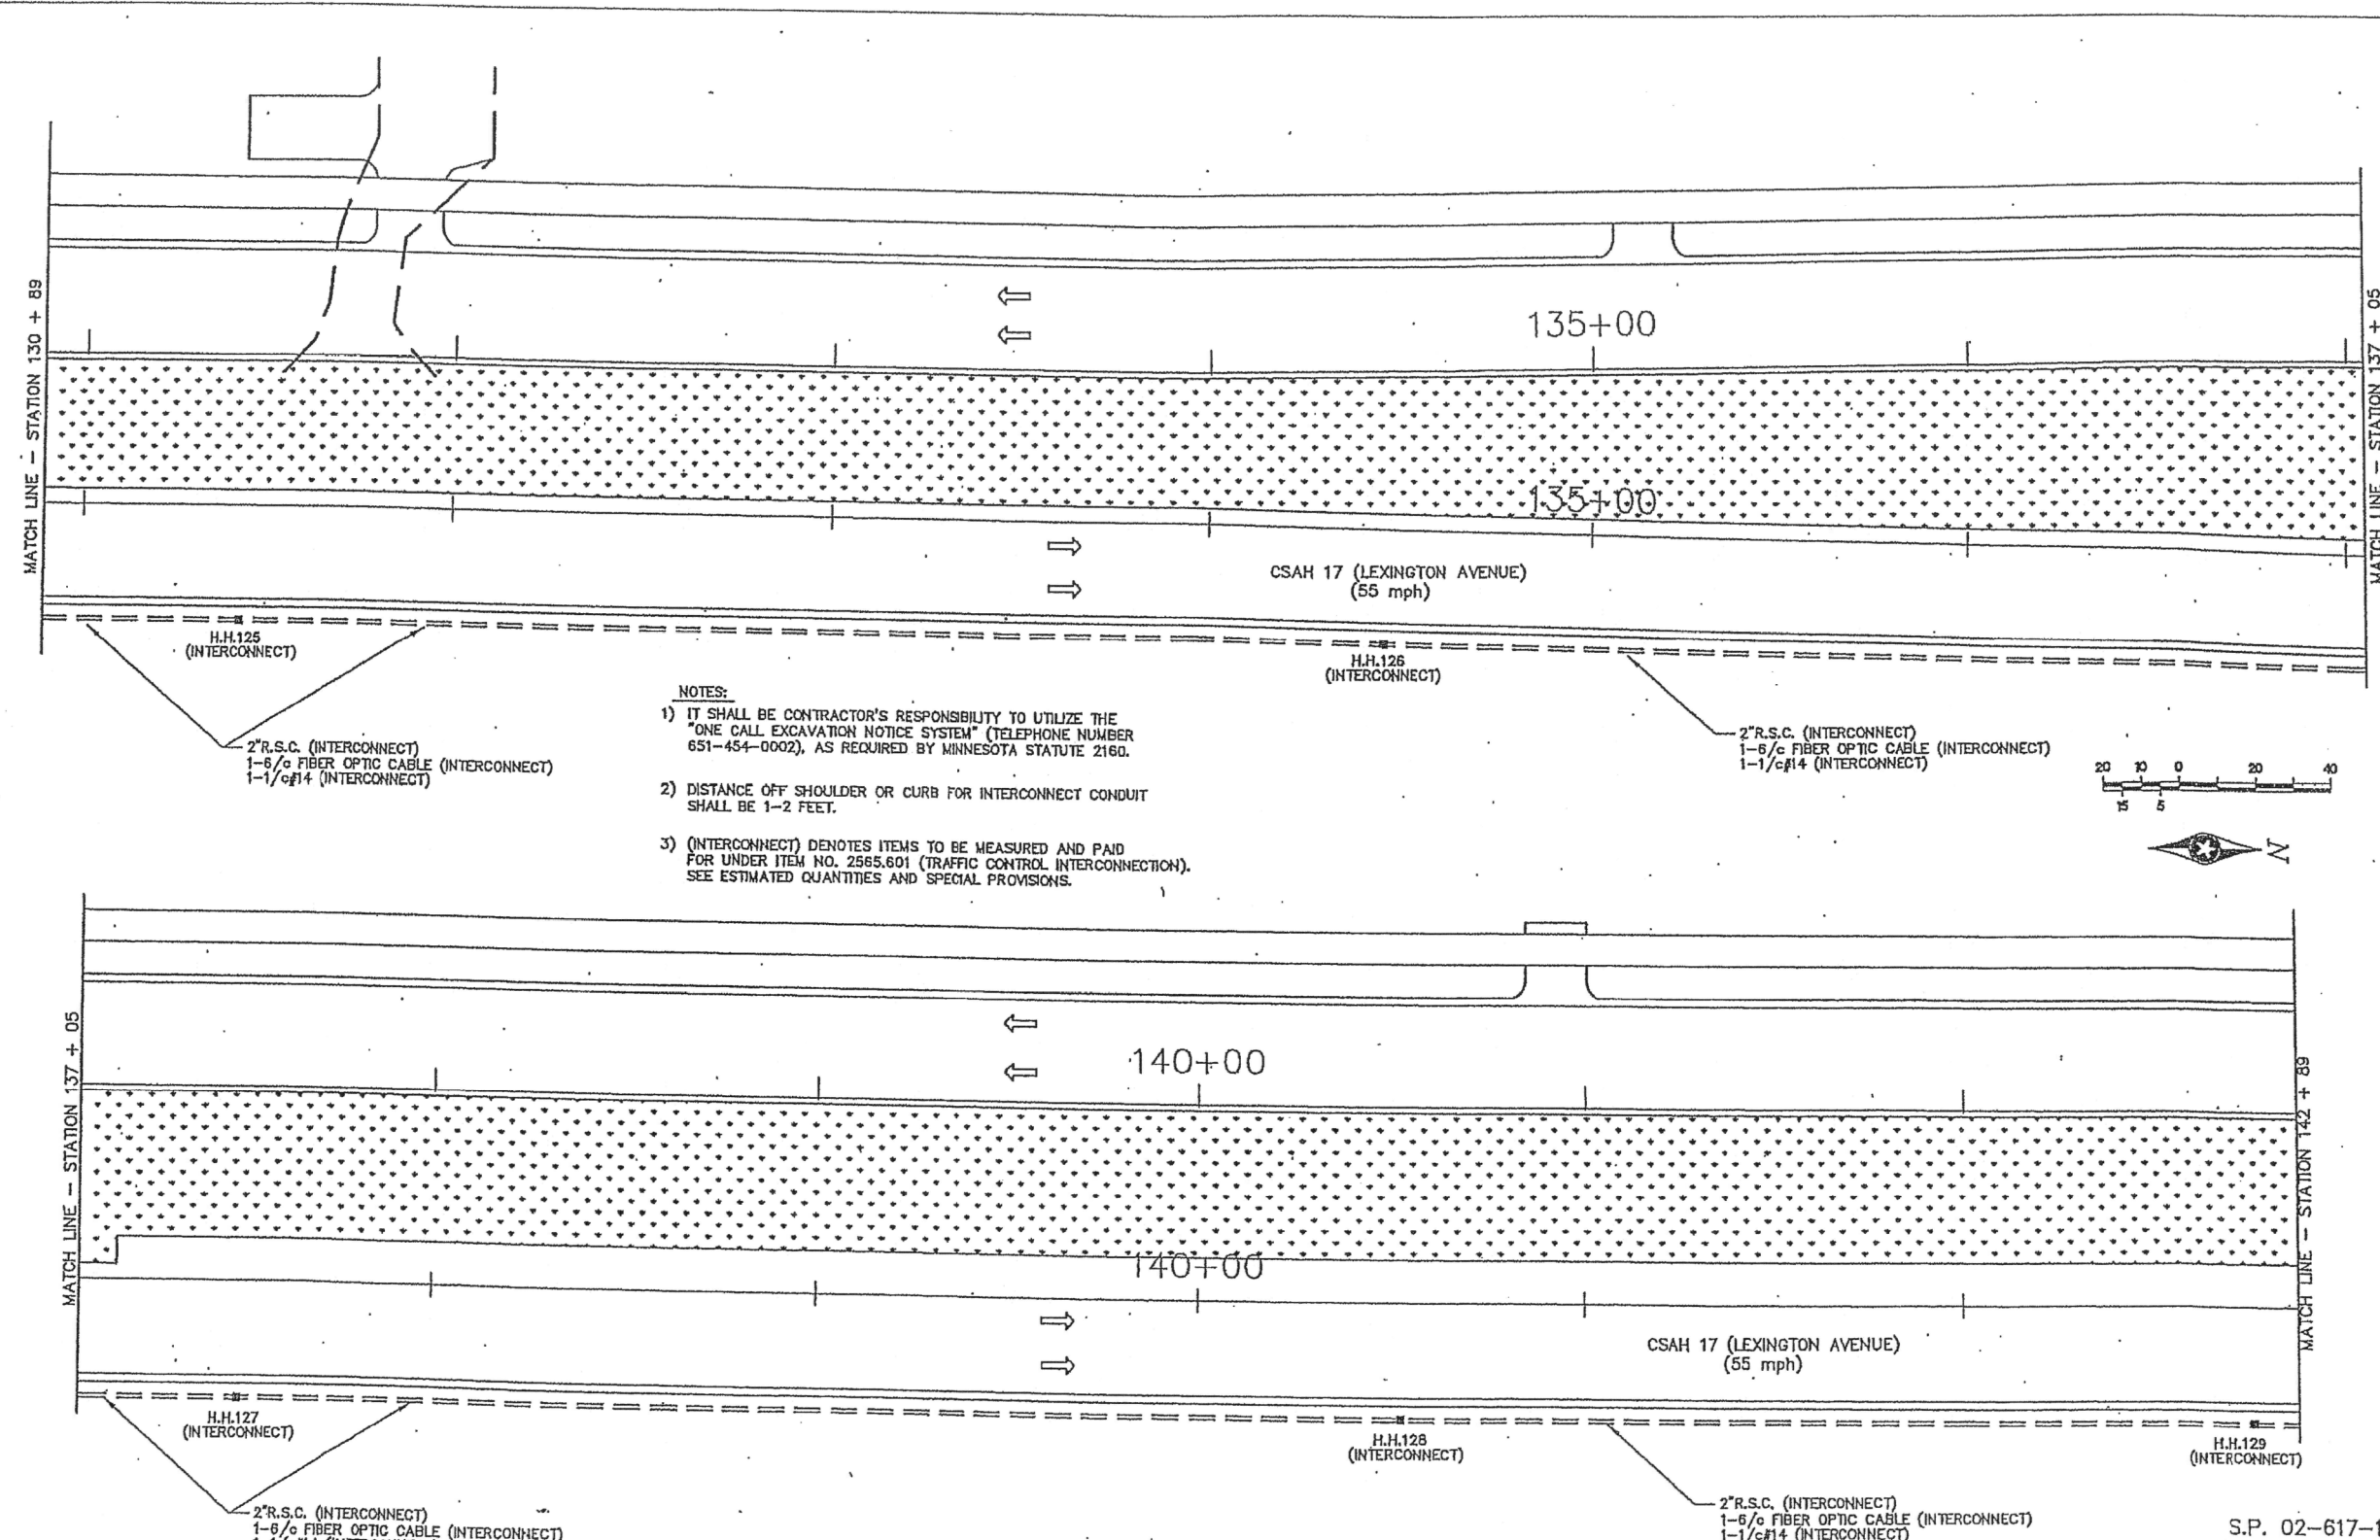 MATCH LINE – STATION 130 + 89
135+00
MATCH LINE – STATION 137 + 05
135+00
CSAH 17 (LEXINGTON AVENUE)
(55 mph)
H.H.125
(INTERCONNECT)
H.H.126
(INTERCONNECT)
2"R.S.C. (INTERCONNECT)
1-6/c FIBER OPTIC CABLE (INTERCONNECT)
1-1/c#14 (INTERCONNECT)
NOTES:
1) IT SHALL BE CONTRACTOR'S RESPONSIBILITY TO UTILIZE THE
"ONE CALL EXCAVATION NOTICE SYSTEM" (TELEPHONE NUMBER
651-454-0002), AS REQUIRED BY MINNESOTA STATUTE 216D.
2) DISTANCE OFF SHOULDER OR CURB FOR INTERCONNECT CONDUIT
SHALL BE 1-2 FEET.
3) (INTERCONNECT) DENOTES ITEMS TO BE MEASURED AND PAID
FOR UNDER ITEM NO. 2565.601 (TRAFFIC CONTROL INTERCONNECTION).
SEE ESTIMATED QUANTITIES AND SPECIAL PROVISIONS.
2"R.S.C. (INTERCONNECT)
1-6/c FIBER OPTIC CABLE (INTERCONNECT)
1-1/c#14 (INTERCONNECT)
20 10 0 20 40
15 5
N
MATCH LINE – STATION 137 + 05
140+00
MATCH LINE – STATION 142 + 89
140+00
CSAH 17 (LEXINGTON AVENUE)
(55 mph)
H.H.127
(INTERCONNECT)
H.H.128
(INTERCONNECT)
H.H.129
(INTERCONNECT)
2"R.S.C. (INTERCONNECT)
1-6/c FIBER OPTIC CABLE (INTERCONNECT)
2"R.S.C. (INTERCONNECT)
1-6/c FIBER OPTIC CABLE (INTERCONNECT)
1-1/c#14 (INTERCONNECT)
S.P. 02-617-